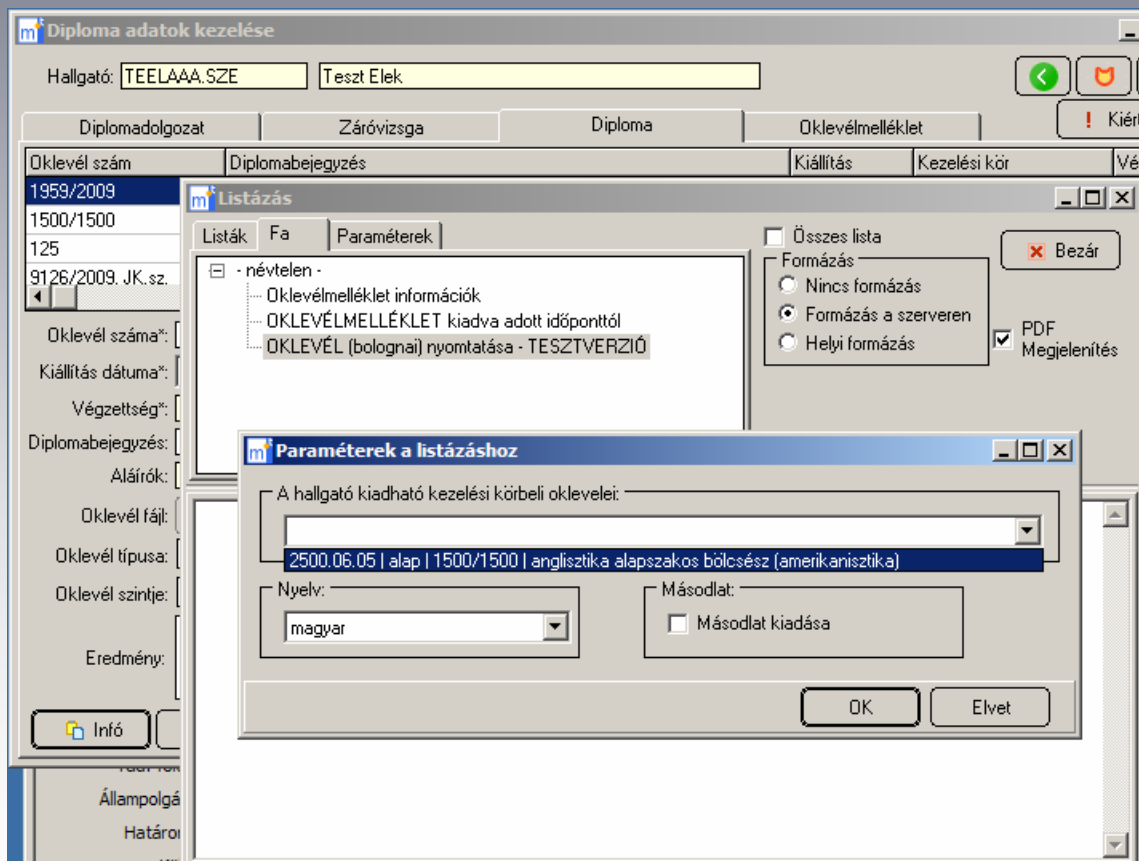 Diploma adatok kezelése
Hallgató: TEELAAA.SZE Teszt Elek
Diplomadolgozat Záróvizsga Diploma Oklevélmelléklet ! Kiért
Oklevél szám Diplomabejegyzés Kiállítás Kezelési kör Vé
1959/2009
1500/1500
125
9126/2009. JK.sz.
Listázás
Listák Fa Paraméterek
- névtelen -
Oklevélmelléklet információk
OKLEVÉLMELLÉKLET kiadva adott időponttól
OKLEVÉL (bolognai) nyomtatása - TESZTVERZIÓ
Összes lista
Bezár
Formázás
Nincs formázás
Formázás a szerveren
Helyi formázás
PDF
Megjelenítés
Oklevél száma*:
Kiállítás dátuma*:
Végzettség*:
Diplomabejegyzés:
Aláírók:
Oklevél fájl:
Oklevél típusa:
Oklevél szintje:
Eredmény:
Infó
Paraméterek a listázáshoz
A hallgató kiadható kezelési körbeli oklevelei:
2500.06.05 | alap | 1500/1500 | anglisztika alapszakos bölcsész (amerikanisztika)
Nyelv:
magyar
Másodlat:
Másodlat kiadása
OK Elvet
Állampolgá
Határo